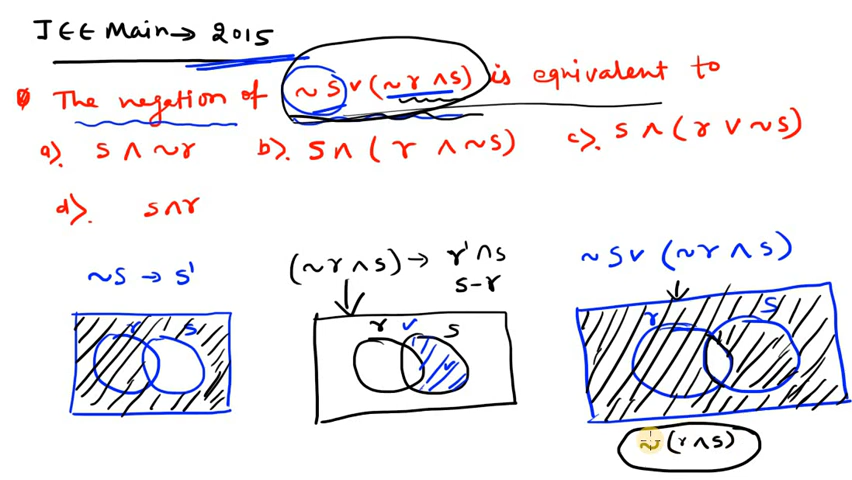 JEE Main → 2015
The negation of ~ s ∨ (~ r ∧ s) is equivalent to
a). s ∧ ~r b). s ∧ ( r ∧ ~s) c). s ∧ ( r ∨ ~s)
d). s ∧ r
~s → s' (~r ∧ s) → r' ∧ s ~ s ∨ (~ r ∧ s)
s - r
r s r v s r s
v
~ (r ∧ s)